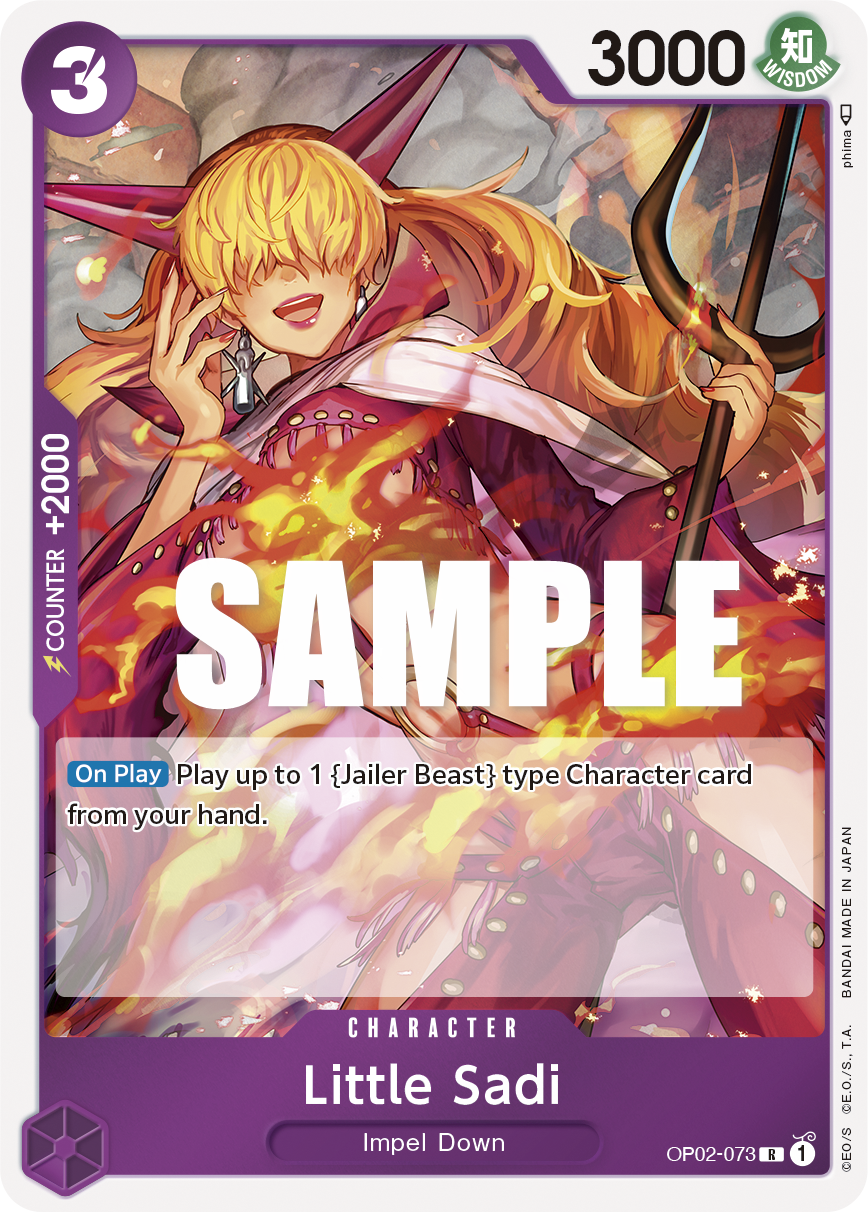 3
3000
知
WISDOM
phima
COUNTER +2000
SAMPLE
On Play Play up to 1 {Jailer Beast} type Character card
from your hand.
CHARACTER
Little Sadi
Impel Down
OP02-073 R 1
©EO/S ©E.O./S., T.A. BANDAI MADE IN JAPAN